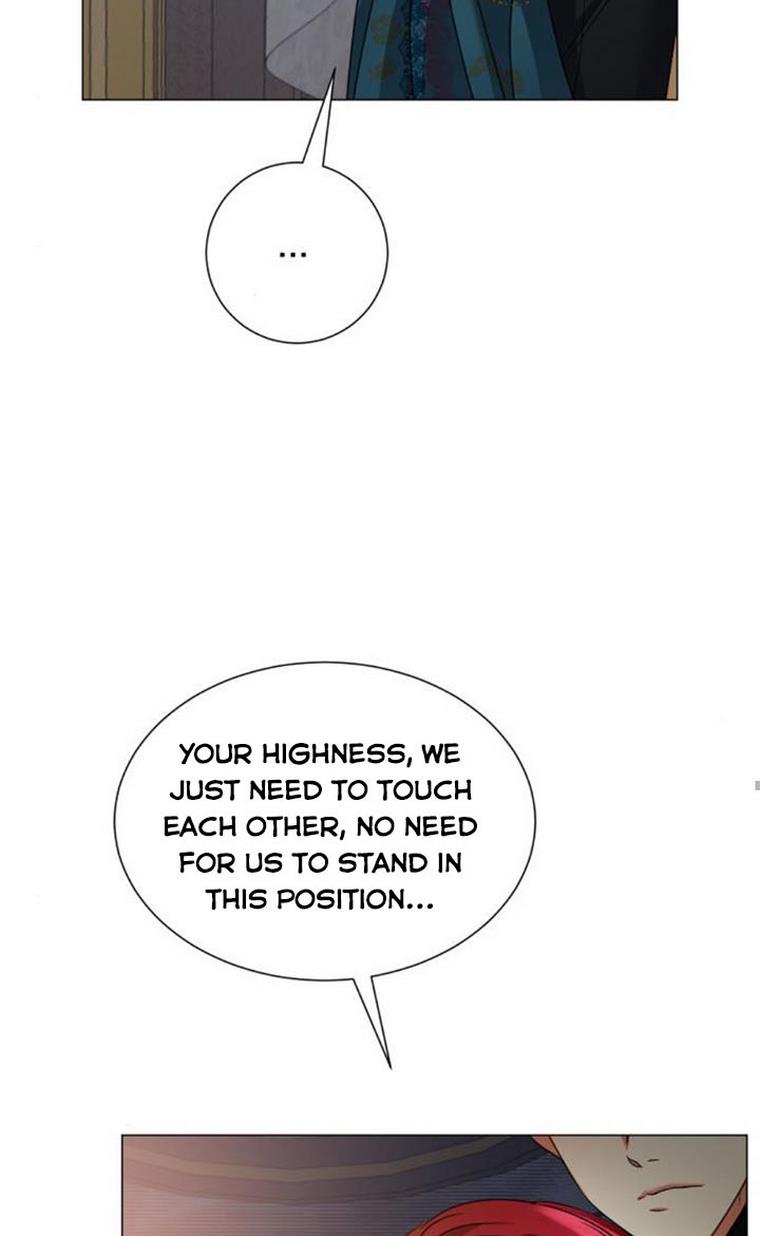 ...
YOUR HIGHNESS, WE
JUST NEED TO TOUCH
EACH OTHER, NO NEED
FOR US TO STAND IN
THIS POSITION...